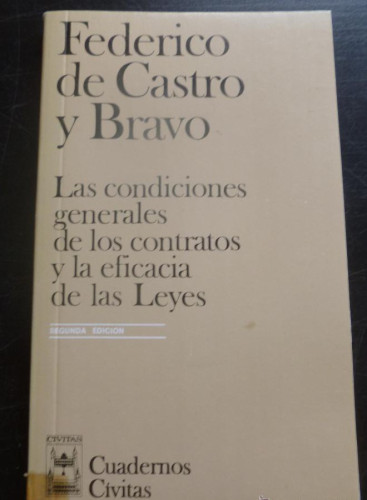 Federico
de Castro
y Bravo
Las condiciones
generales
de los contratos
y la eficacia
de las Leyes
SEGUNDA EDICION
CIVITAS
Cuadernos
Cívitas